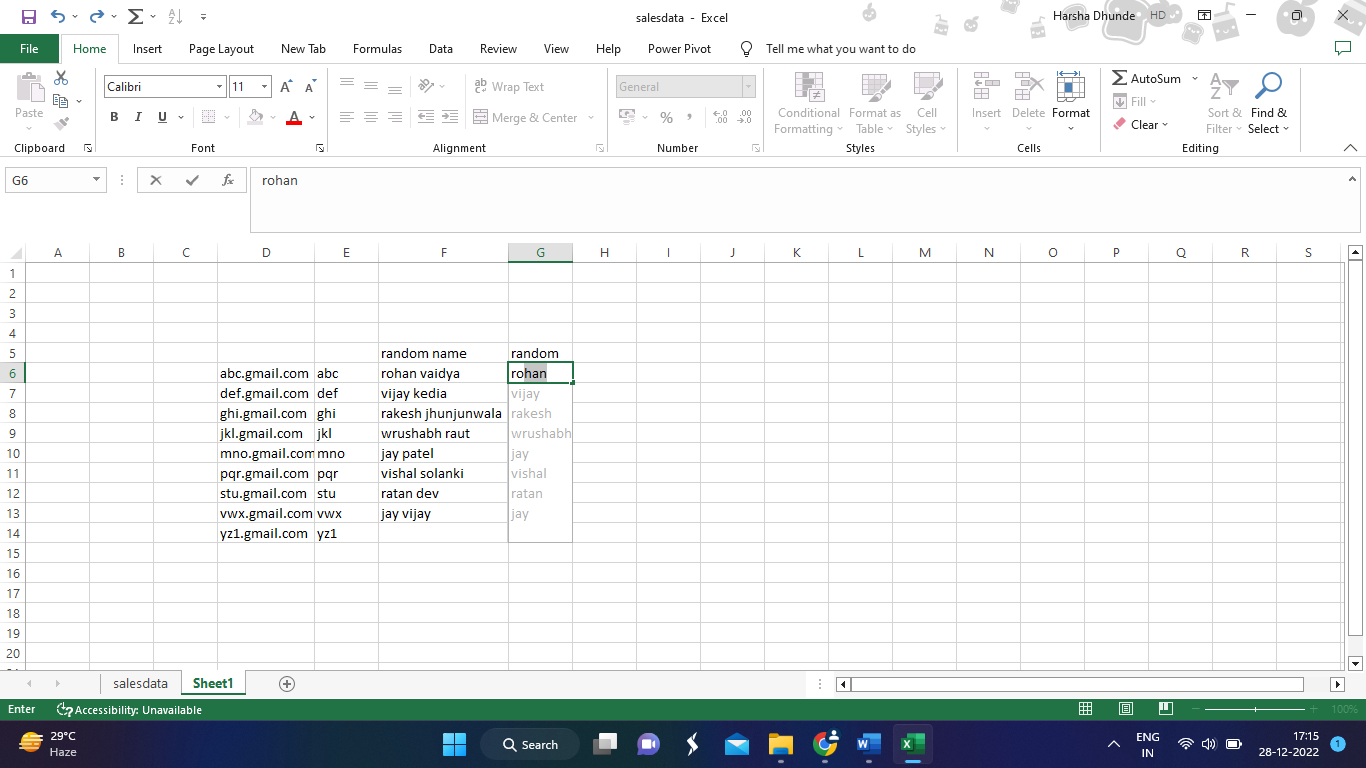 salesdata - Excel
Harsha Dhunde HD
File Home Insert Page Layout New Tab Formulas Data Review View Help Power Pivot Tell me what you want to do
Paste
Clipboard
Calibri 11
B I U A
Font
Wrap Text
Merge & Center
Alignment
General
%
Number
Conditional Formatting
Format as Table
Cell Styles
Styles
Insert Delete Format
Cells
AutoSum
Fill
Clear
Sort & Filter
Find & Select
Editing
G6 fx rohan
A B C D E F G H I J K L M N O P Q R S
1
2
3
4
5 random name random
6 abc.gmail.com abc rohan vaidya rohan
7 def.gmail.com def vijay kedia vijay
8 ghi.gmail.com ghi rakesh jhunjunwala rakesh
9 jkl.gmail.com jkl wrushabh raut wrushabh
10 mno.gmail.com mno jay patel jay
11 pqr.gmail.com pqr vishal solanki vishal
12 stu.gmail.com stu ratan dev ratan
13 vwx.gmail.com vwx jay vijay jay
14 yz1.gmail.com yz1
15
16
17
18
19
20
salesdata Sheet1
Enter Accessibility: Unavailable 100%
29°C
Haze
Search
ENG
IN
17:15
28-12-2022
1